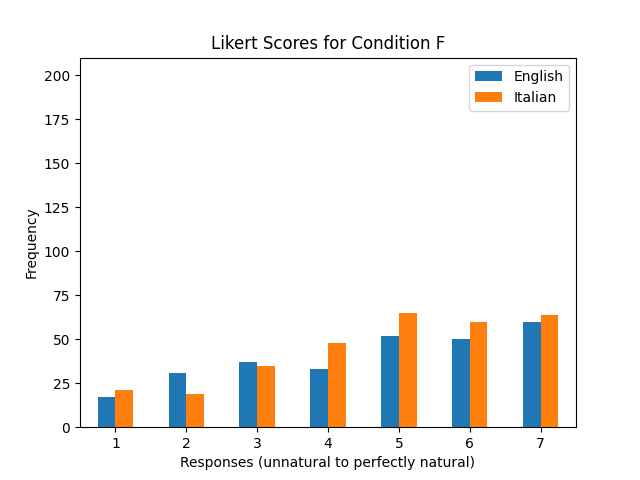 Likert Scores for Condition F
English
Italian
200
175
150
125
100
75
50
25
0
Frequency
1 2 3 4 5 6 7
Responses (unnatural to perfectly natural)